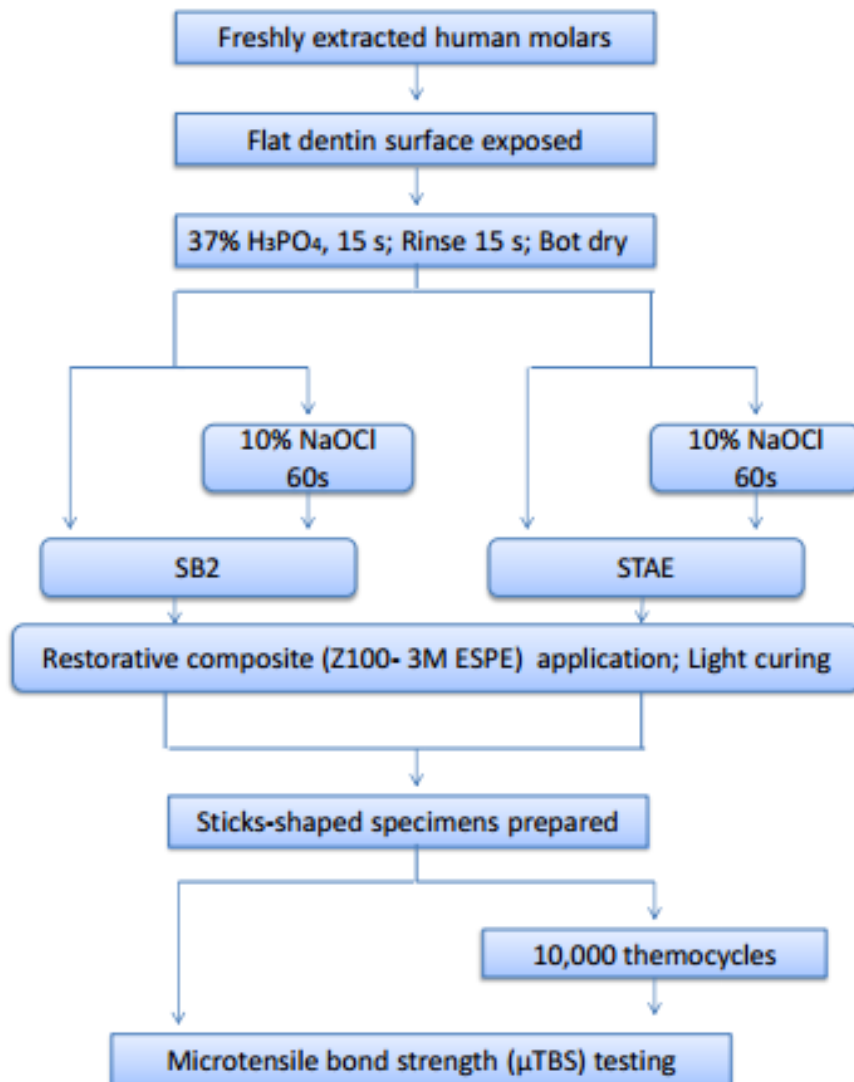 Freshly extracted human molars
Flat dentin surface exposed
37% H₃PO₄, 15 s; Rinse 15 s; Bot dry
10% NaOCl
60s
10% NaOCl
60s
SB2
STAE
Restorative composite (Z100- 3M ESPE) application; Light curing
Sticks-shaped specimens prepared
10,000 themocycles
Microtensile bond strength (μTBS) testing